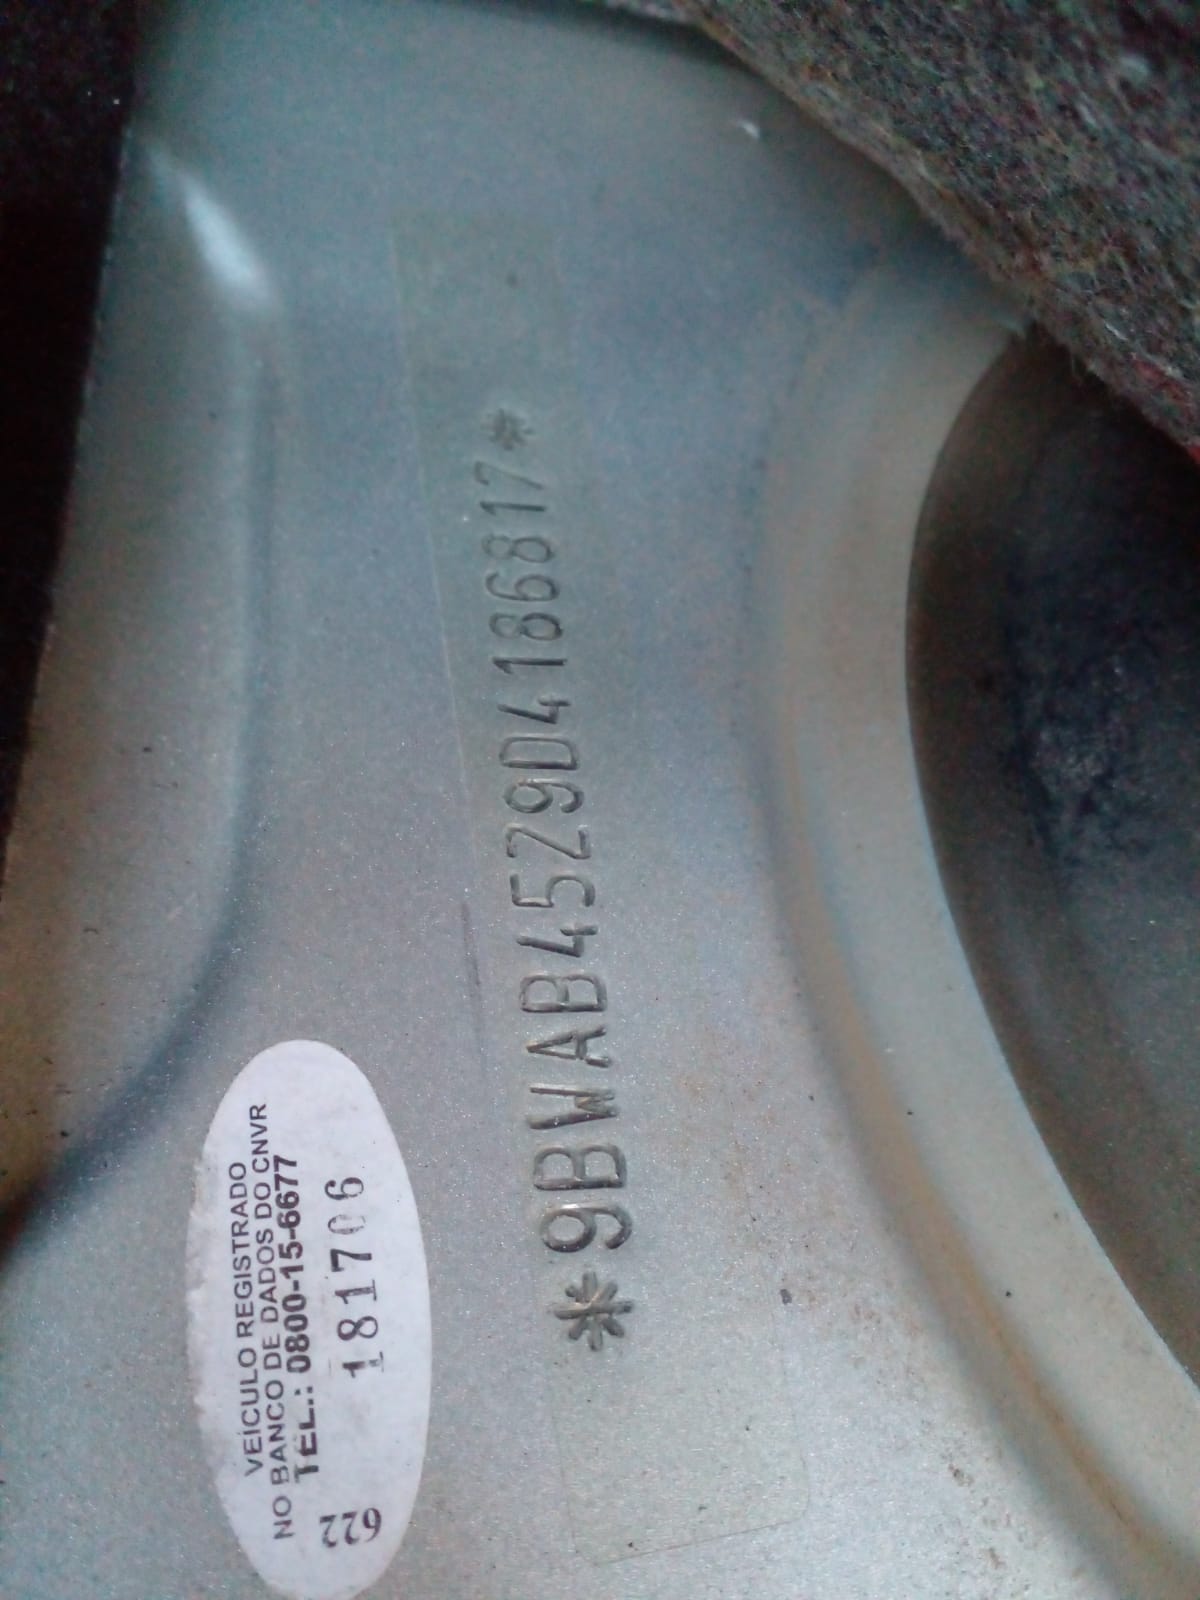 *9BWAB45Z9D4186817*
VEÍCULO REGISTRADO
NO BANCO DE DADOS DO CNVR
TEL.: 0800-15-6677
181706
622